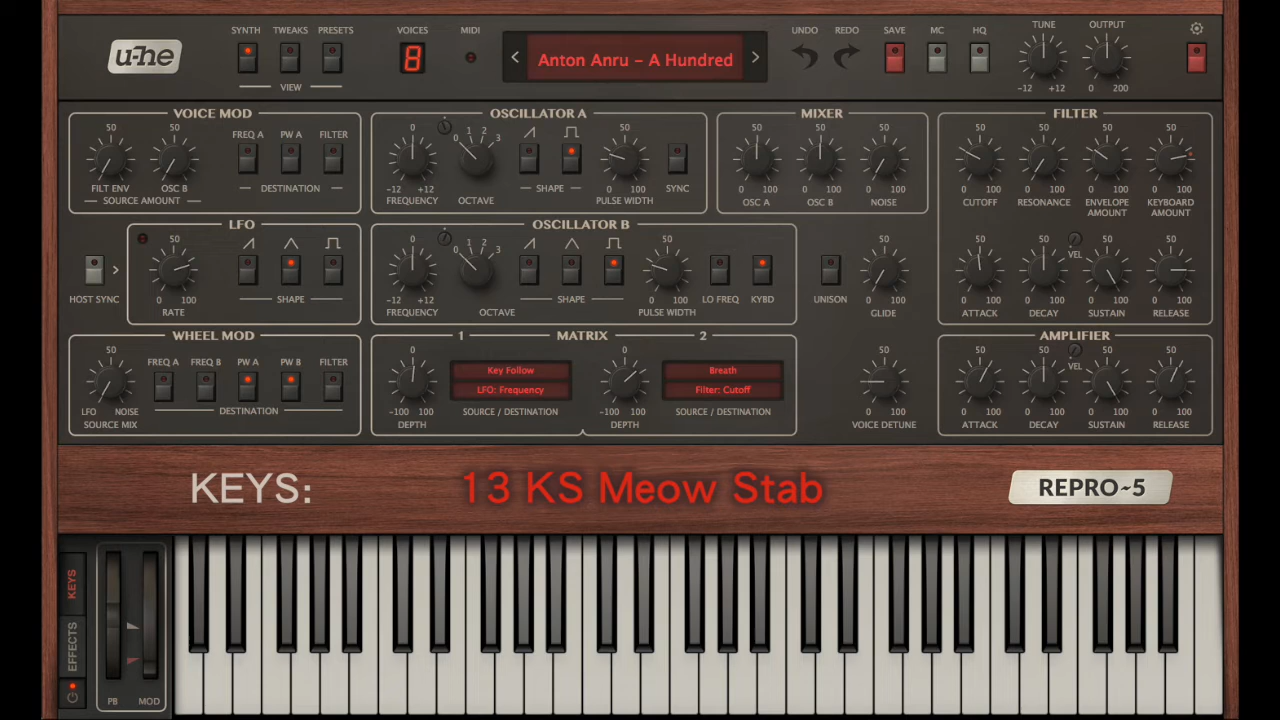 u-he
SYNTH TWEAKS PRESETS
VIEW
VOICES
8
MIDI
< Anton Anru – A Hundred >
UNDO REDO SAVE MC HQ
TUNE
-12 +12
OUTPUT
0 200
VOICE MOD
50 50
FREQ A PW A FILTER
FILT ENV OSC B
SOURCE AMOUNT
DESTINATION
OSCILLATOR A
0
-12 +12
FREQUENCY
0 1 2 3
OCTAVE
SHAPE
50
0 100
PULSE WIDTH
SYNC
MIXER
50 50 50
0 100 0 100 0 100
OSC A OSC B NOISE
FILTER
50 50 50 50
0 100 0 100 0 100 0 100
CUTOFF RESONANCE ENVELOPE AMOUNT KEYBOARD AMOUNT
HOST SYNC >
LFO
50
0 100
RATE
SHAPE
OSCILLATOR B
0
-12 +12
FREQUENCY
0 1 2 3
OCTAVE
SHAPE
50
0 100
PULSE WIDTH
LO FREQ KYBD
UNISON
50
0 100
GLIDE
50 50 VEL 50 50
0 100 0 100 0 100 0 100
ATTACK DECAY SUSTAIN RELEASE
WHEEL MOD
50
LFO NOISE
SOURCE MIX
FREQ A FREQ B PW A PW B FILTER
DESTINATION
1 MATRIX 2
0
-100 100
DEPTH
Key Follow
LFO: Frequency
SOURCE / DESTINATION
0
-100 100
DEPTH
Breath
Filter: Cutoff
SOURCE / DESTINATION
50
0 100
VOICE DETUNE
AMPLIFIER
50 50 VEL 50 50
0 100 0 100 0 100 0 100
ATTACK DECAY SUSTAIN RELEASE
KEYS: 13 KS Meow Stab
REPRO-5
KEYS
EFFECTS
PB MOD